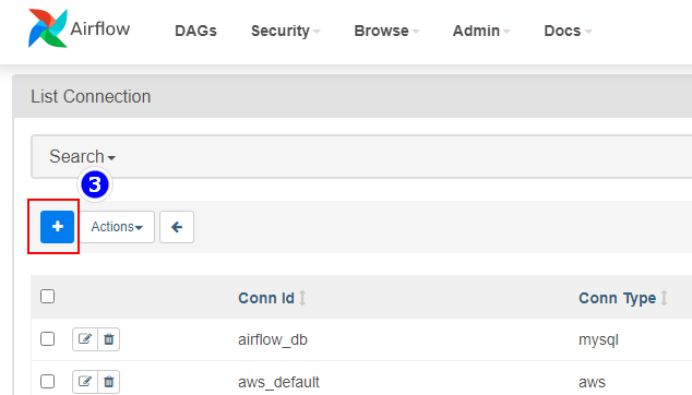 Airflow DAGs Security Browse Admin Docs
List Connection
Search
3
Actions
Conn Id Conn Type
airflow_db mysql
aws_default aws